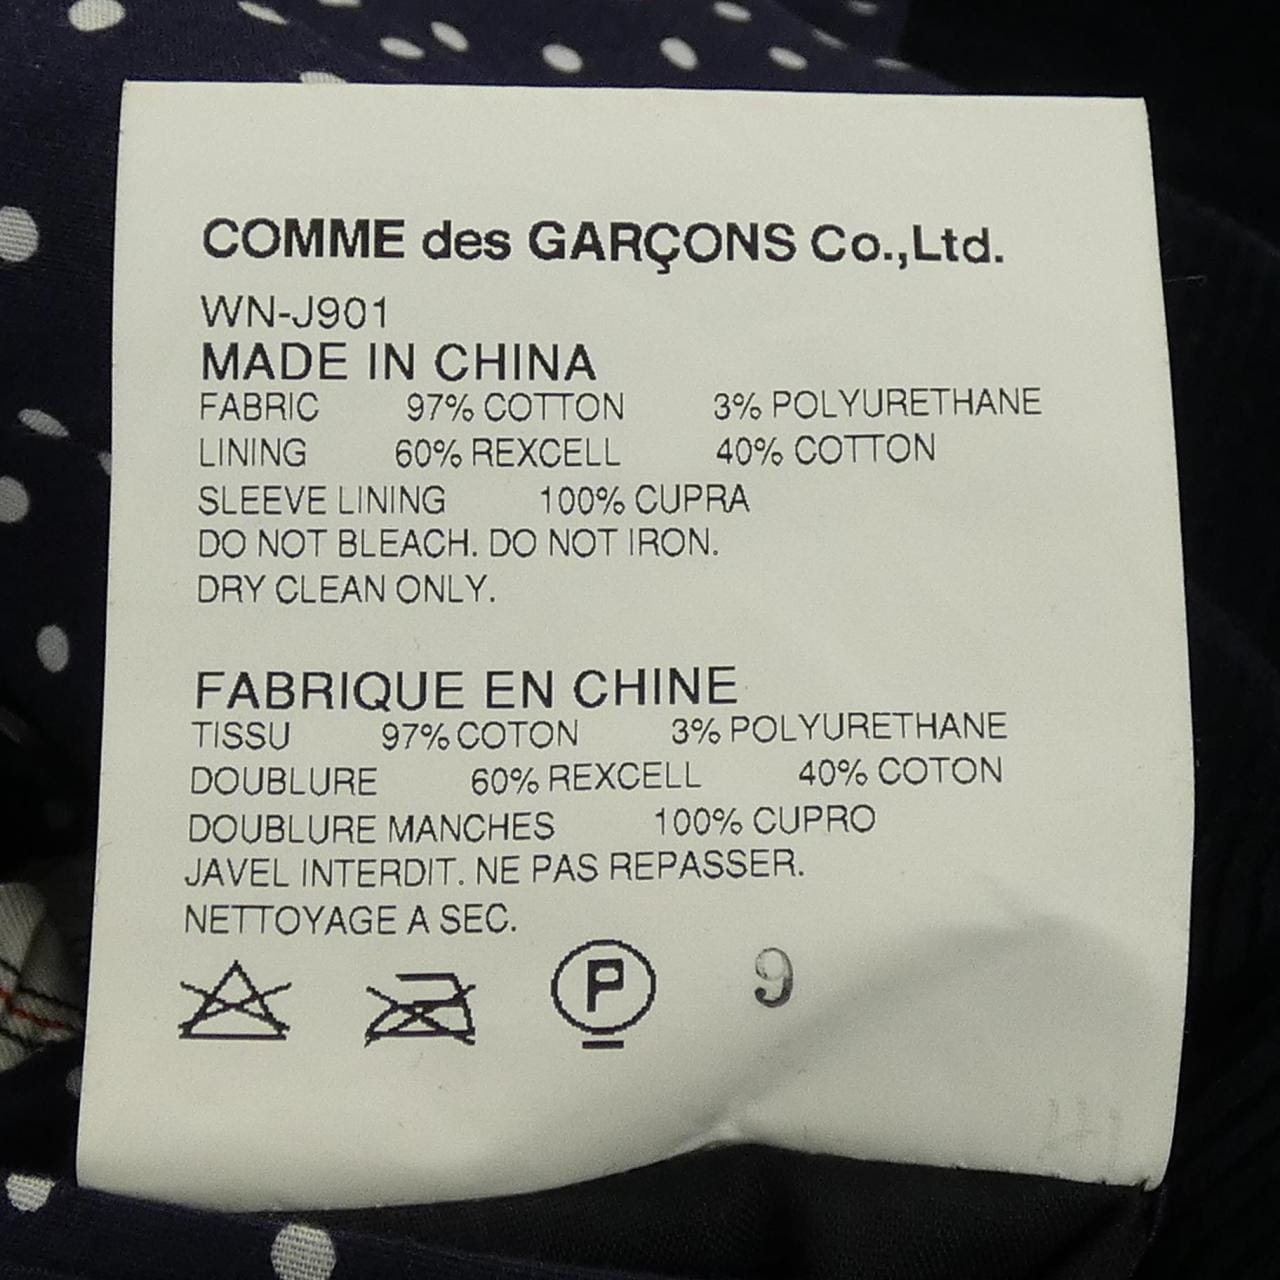 COMME des GARÇONS Co.,Ltd.
WN-J901
MADE IN CHINA
FABRIC 97% COTTON 3% POLYURETHANE
LINING 60% REXCELL 40% COTTON
SLEEVE LINING 100% CUPRA
DO NOT BLEACH. DO NOT IRON.
DRY CLEAN ONLY.
FABRIQUE EN CHINE
TISSU 97% COTON 3% POLYURETHANE
DOUBLURE 60% REXCELL 40% COTON
DOUBLURE MANCHES 100% CUPRO
JAVEL INTERDIT. NE PAS REPASSER.
NETTOYAGE A SEC.
P 9